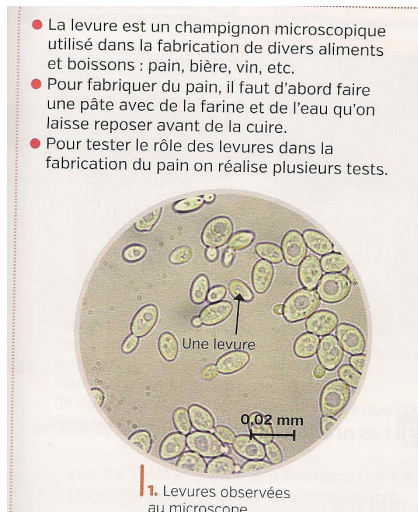 ● La levure est un champignon microscopique
utilisé dans la fabrication de divers aliments
et boissons : pain, bière, vin, etc.
● Pour fabriquer du pain, il faut d'abord faire
une pâte avec de la farine et de l'eau qu'on
laisse reposer avant de la cuire.
● Pour tester le rôle des levures dans la
fabrication du pain on réalise plusieurs tests.
Une levure
0,02 mm
1. Levures observées
au microscope